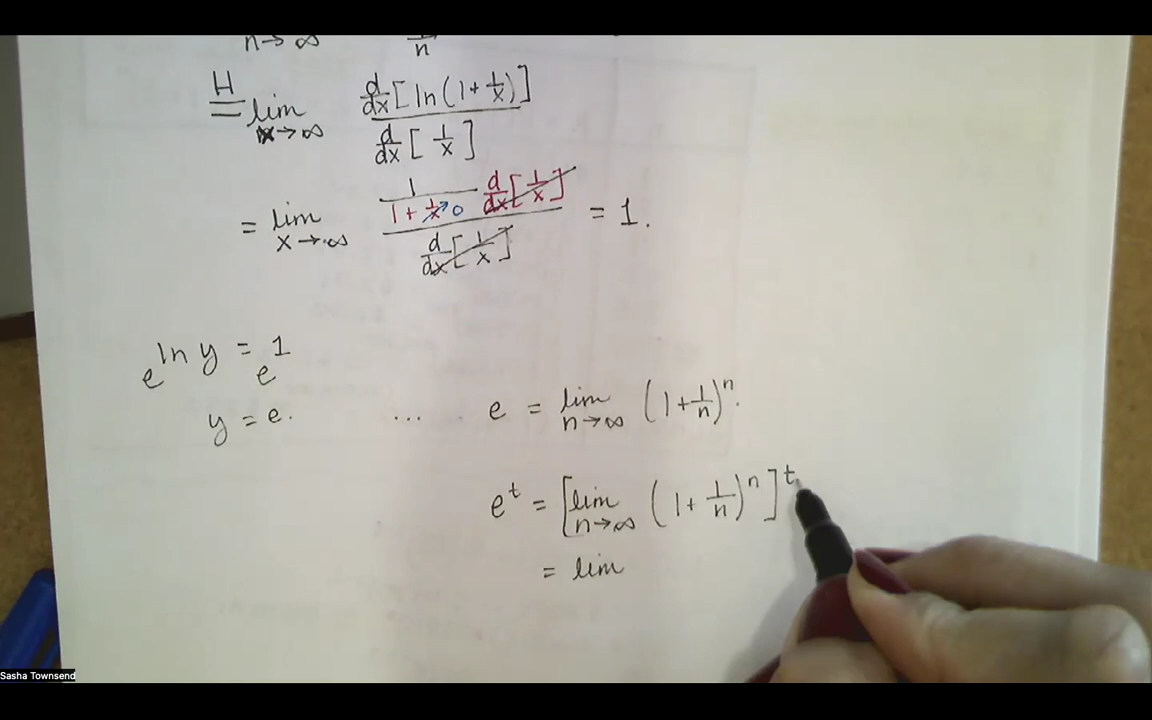 n→∞ 1/n
H= lim x→∞ d/dx[ln(1+1/x)] / d/dx[1/x]
= lim x→∞ (1/(1+1/x→0) d/dx[1/x]) / d/dx[1/x] = 1.
e^ln y = e^1
y = e. ... e = lim n→∞ (1+1/n)^n.
e^t = [lim n→∞ (1+1/n)^n]^t
= lim
Sasha Townsend